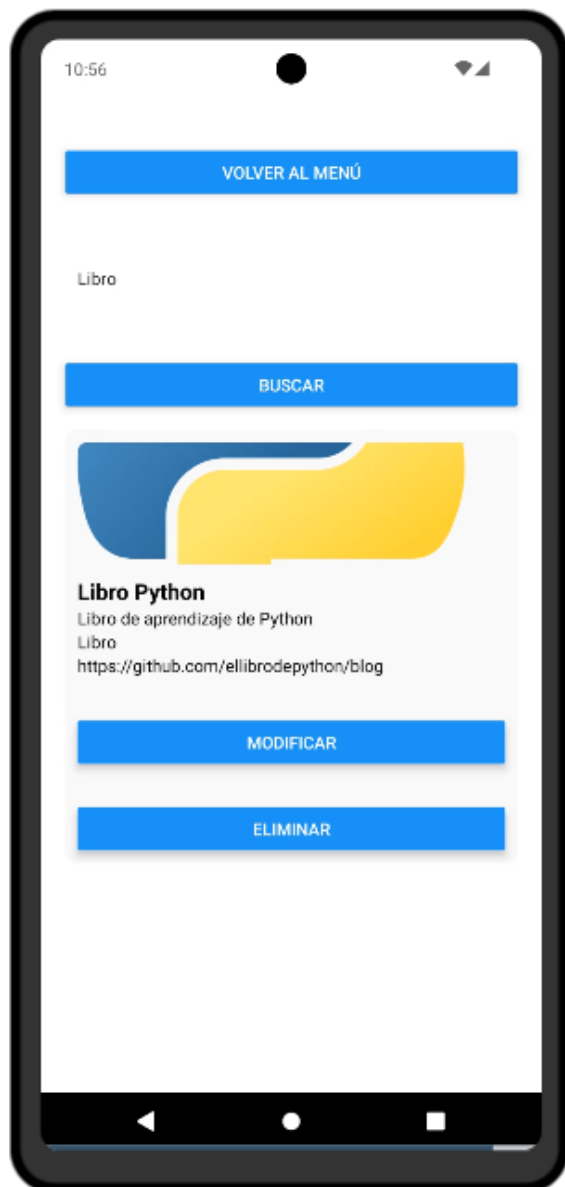 10:56
VOLVER AL MENÚ
Libro
BUSCAR
Libro Python
Libro de aprendizaje de Python
Libro
https://github.com/ellibrodepython/blog
MODIFICAR
ELIMINAR